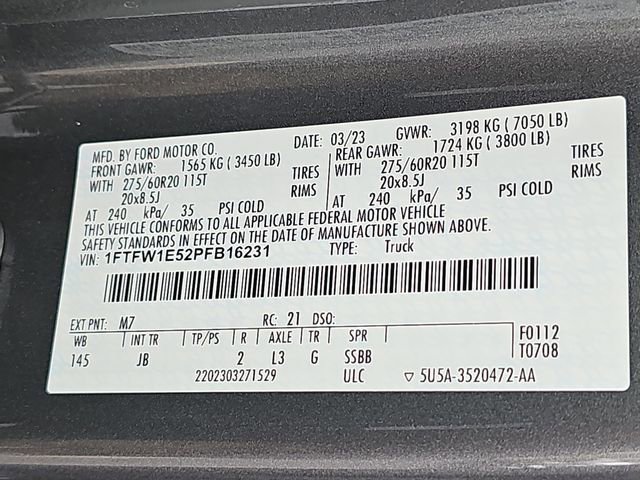 MFD. BY FORD MOTOR CO. DATE: 03/23 GVWR: 3198 KG ( 7050 LB)
FRONT GAWR: 1565 KG ( 3450 LB) REAR GAWR: 1724 KG ( 3800 LB)
WITH 275/60R20 115T TIRES WITH 275/60R20 115T TIRES
20x8.5J RIMS 20x8.5J RIMS
AT 240 kPa/ 35 PSI COLD AT 240 kPa/ 35 PSI COLD
THIS VEHICLE CONFORMS TO ALL APPLICABLE FEDERAL MOTOR VEHICLE
SAFETY STANDARDS IN EFFECT ON THE DATE OF MANUFACTURE SHOWN ABOVE.
VIN: 1FTFW1E52PFB16231 TYPE: Truck
EXT PNT: M7 RC: 21 DSO:
WB INT TR TP/PS R AXLE TR SPR F0112
145 JB 2 L3 G SSBB T0708
2202303271529 ULC ▽ 5U5A-3520472-AA